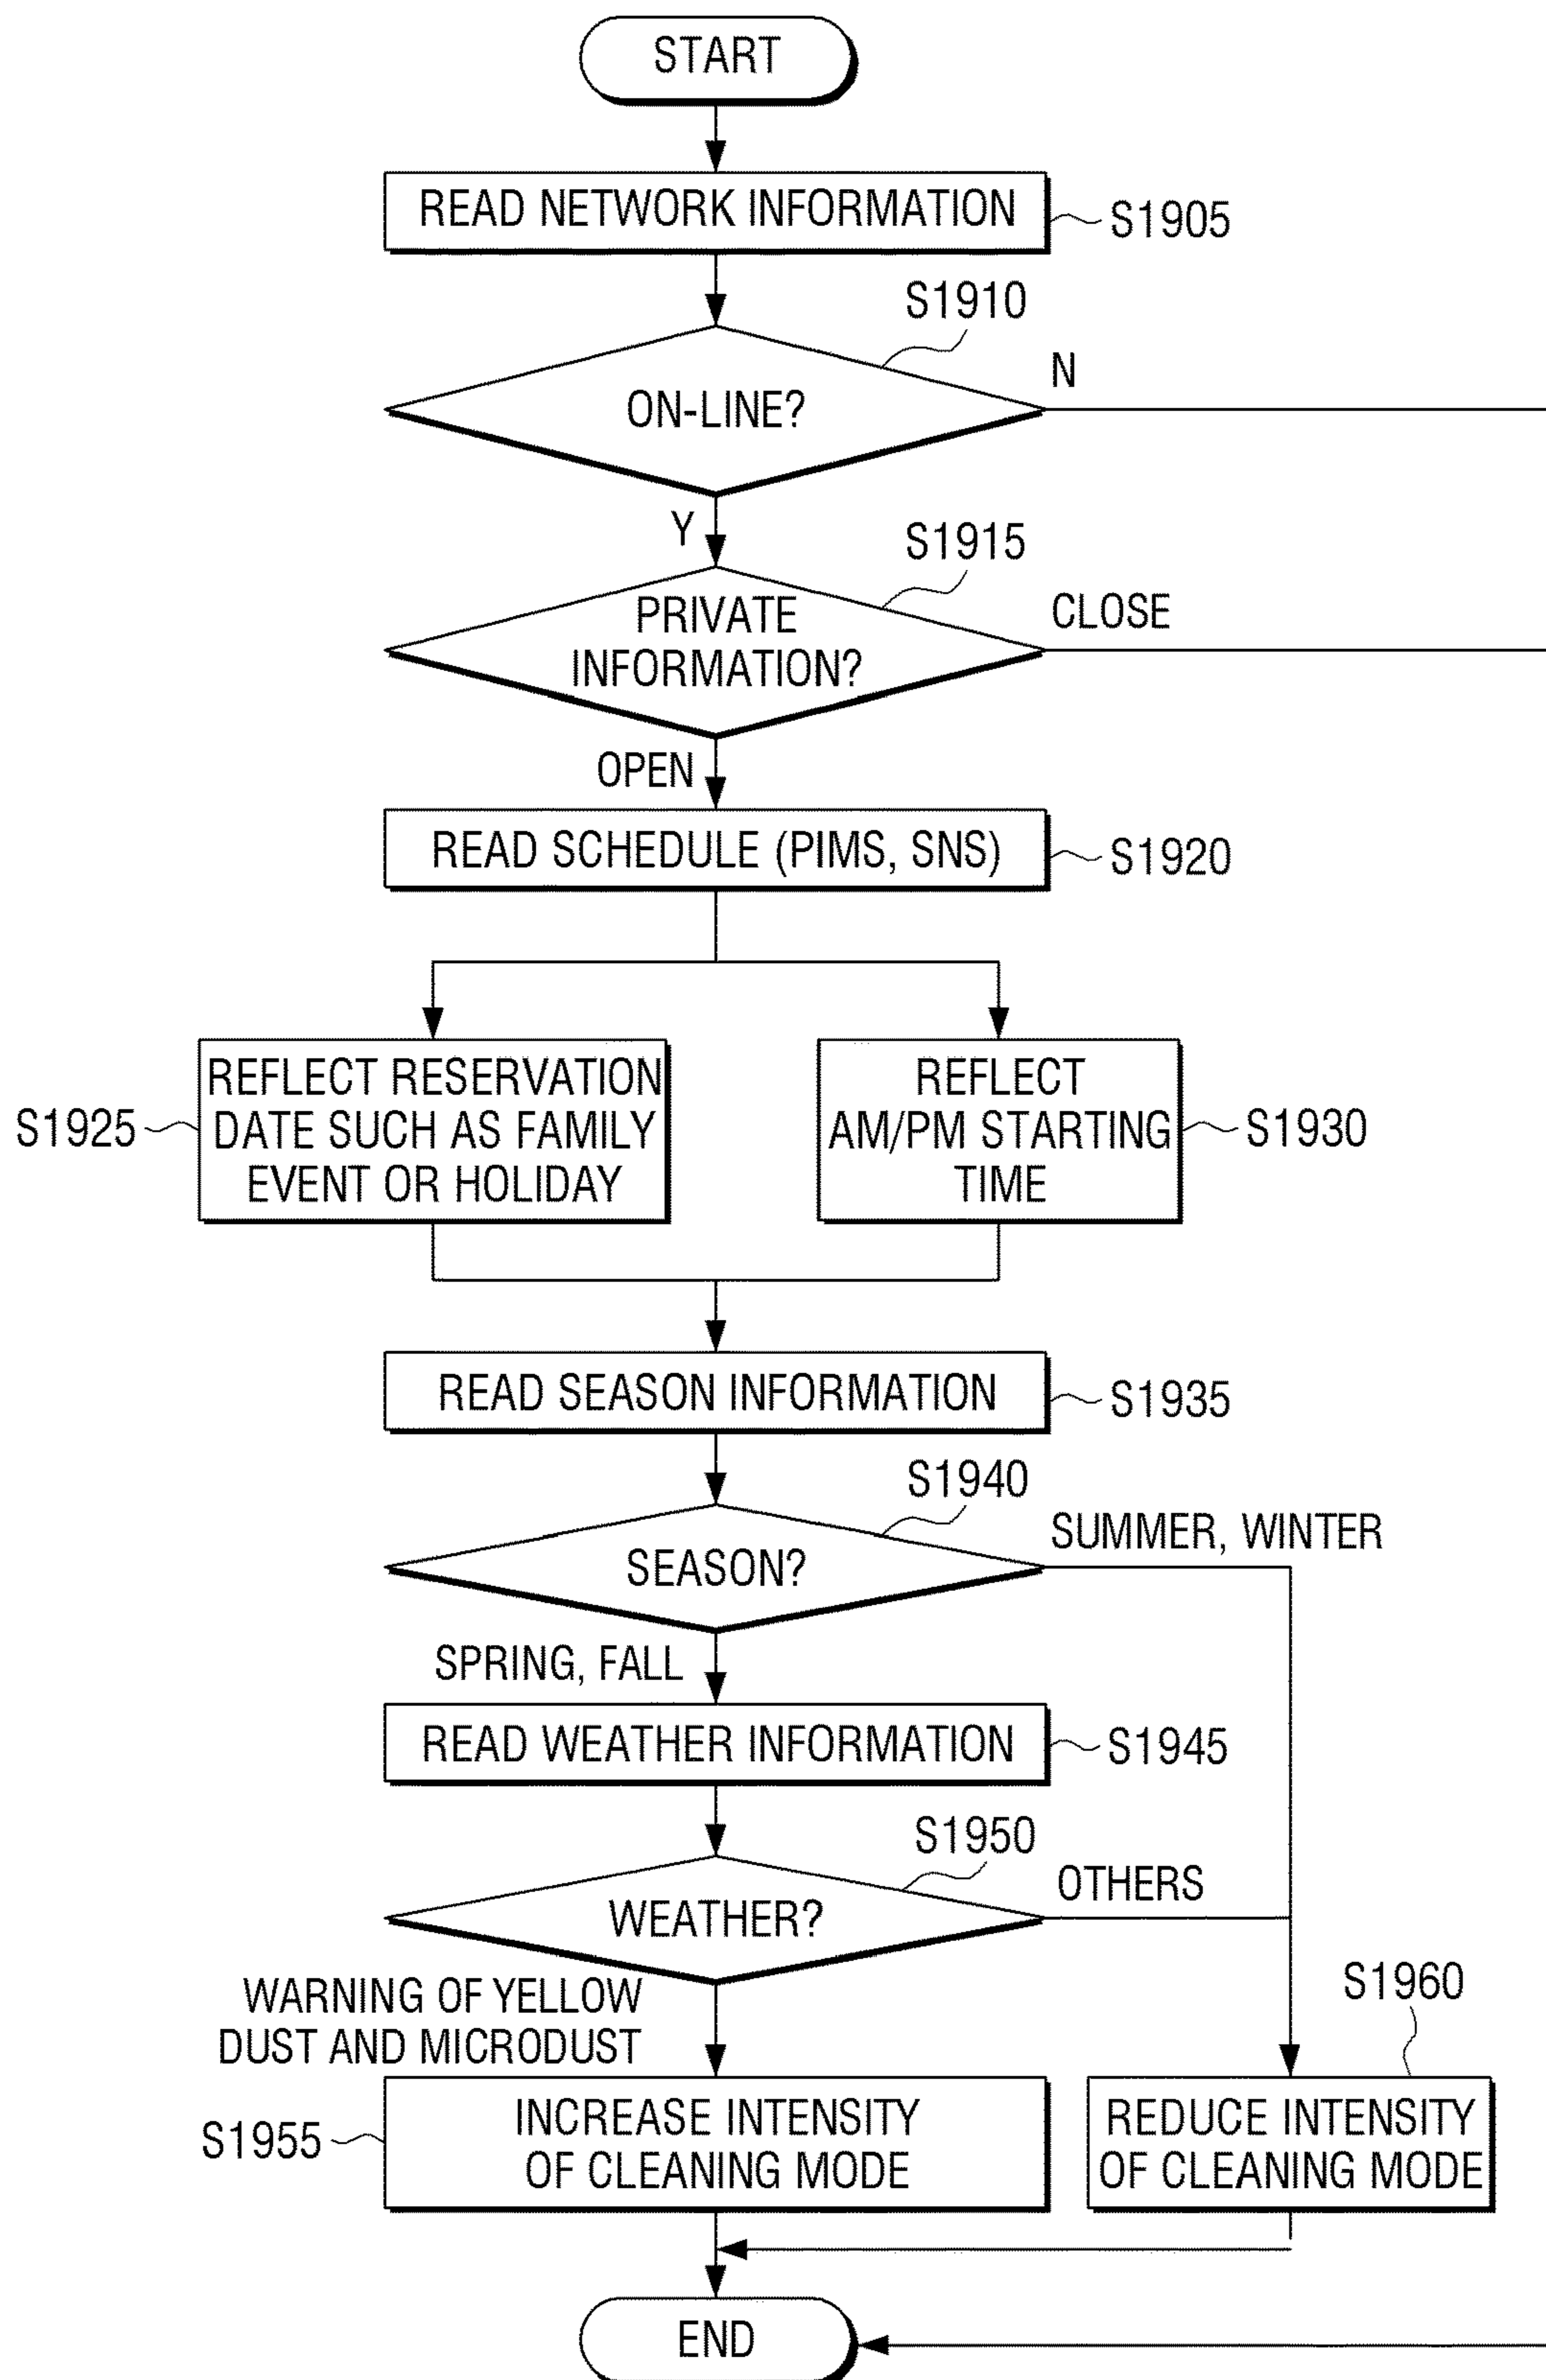 START
READ NETWORK INFORMATION
S1905
S1910
ON-LINE?
N
Y
S1915
PRIVATE
INFORMATION?
CLOSE
OPEN
READ SCHEDULE (PIMS, SNS)
S1920
S1925
REFLECT RESERVATION
DATE SUCH AS FAMILY
EVENT OR HOLIDAY
REFLECT
AM/PM STARTING
TIME
S1930
READ SEASON INFORMATION
S1935
S1940
SEASON?
SUMMER, WINTER
SPRING, FALL
READ WEATHER INFORMATION
S1945
S1950
WEATHER?
OTHERS
WARNING OF YELLOW
DUST AND MICRODUST
S1955
INCREASE INTENSITY
OF CLEANING MODE
S1960
REDUCE INTENSITY
OF CLEANING MODE
END